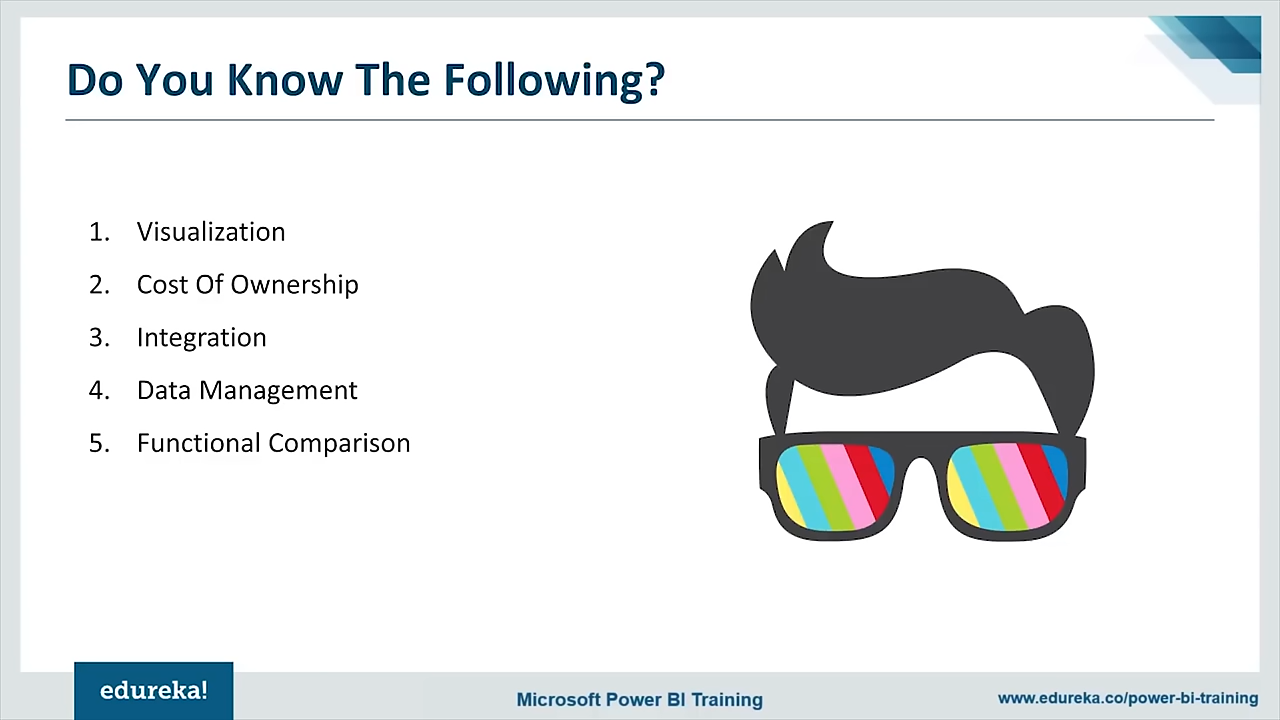 Do You Know The Following?
1. Visualization
2. Cost Of Ownership
3. Integration
4. Data Management
5. Functional Comparison
edureka!
Microsoft Power BI Training
www.edureka.co/power-bi-training